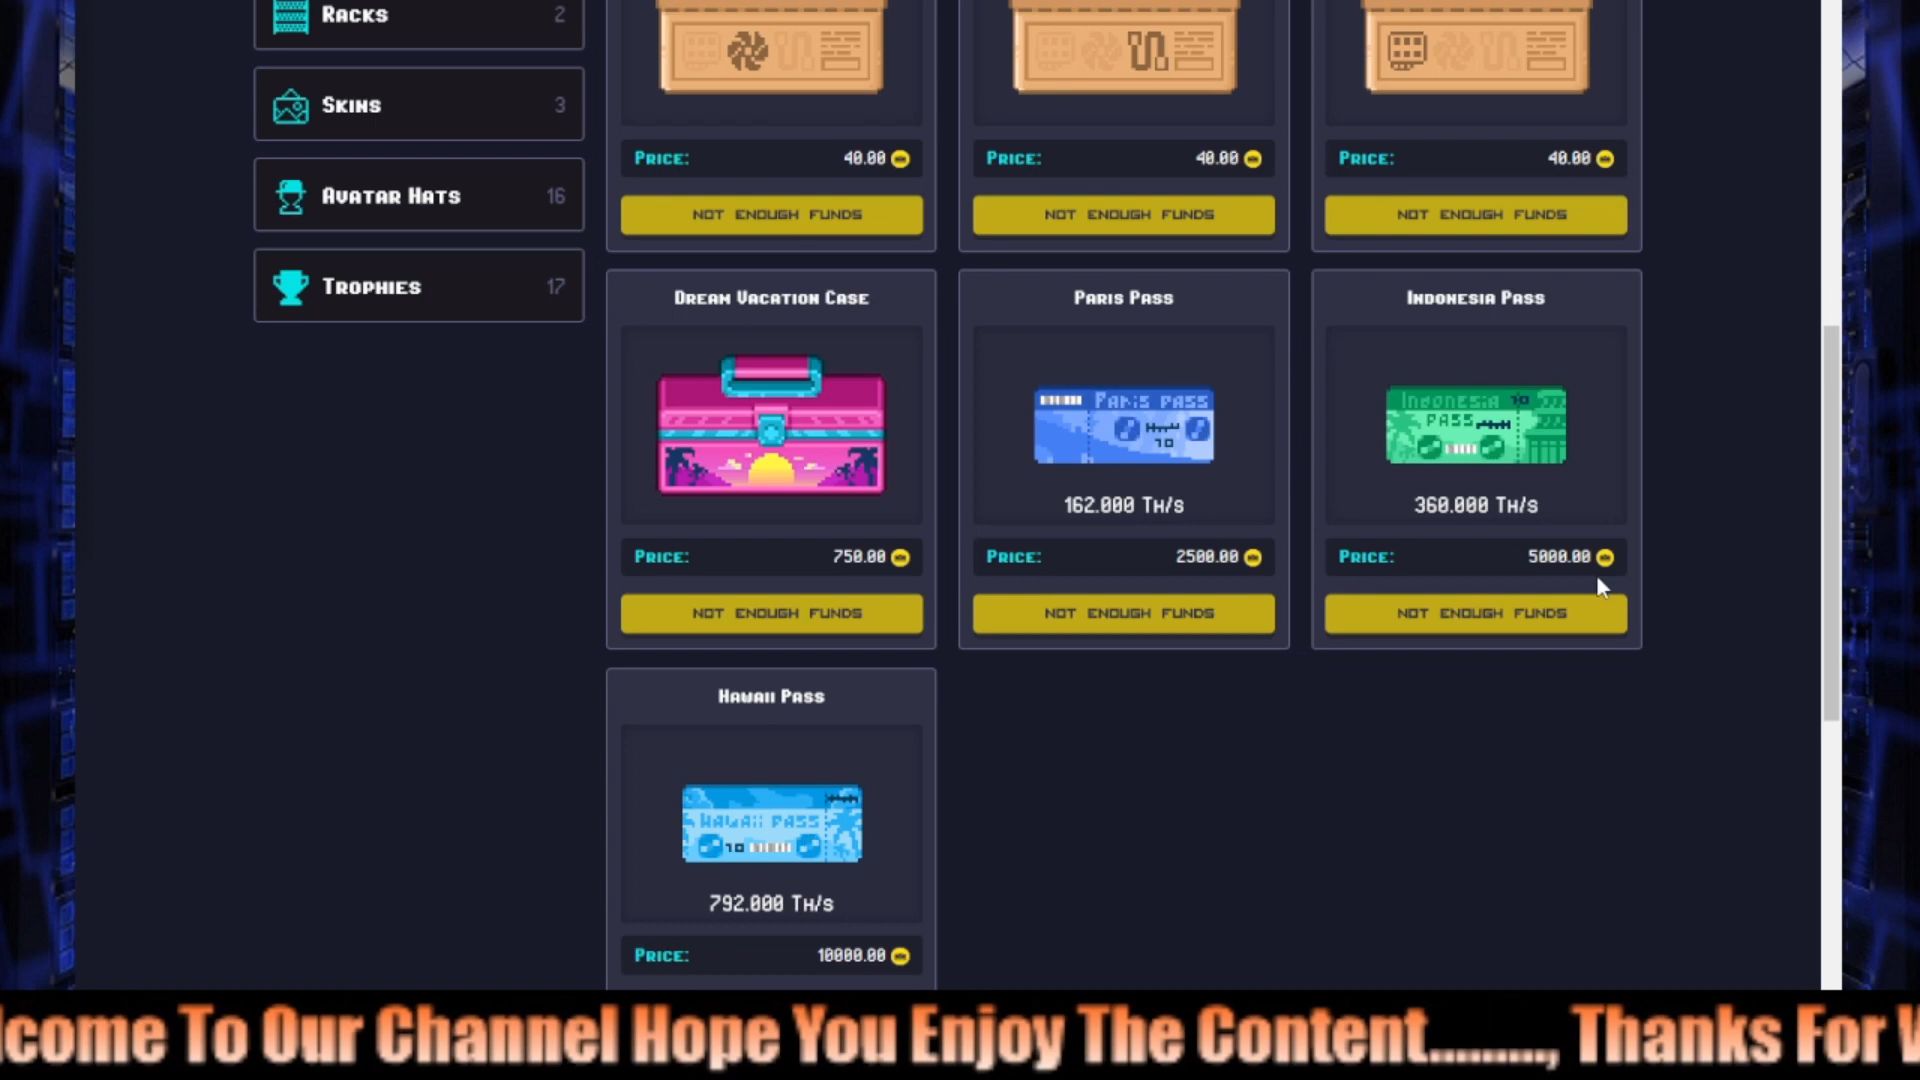 Racks 2
Skins 3
Avatar Hats 16
Trophies 17
Price: 40.00
NOT ENOUGH FUNDS
Price: 40.00
NOT ENOUGH FUNDS
Price: 40.00
NOT ENOUGH FUNDS
Dream Vacation Case
Price: 750.00
NOT ENOUGH FUNDS
Paris Pass
Paris Pass
10
162.000 Th/s
Price: 2500.00
NOT ENOUGH FUNDS
Indonesia Pass
Indonesia 10
Pass
360.000 Th/s
Price: 5000.00
NOT ENOUGH FUNDS
Hawaii Pass
Hawaii Pass
10
792.000 Th/s
Price: 10000.00
lcome To Our Channel Hope You Enjoy The Content.........., Thanks For W